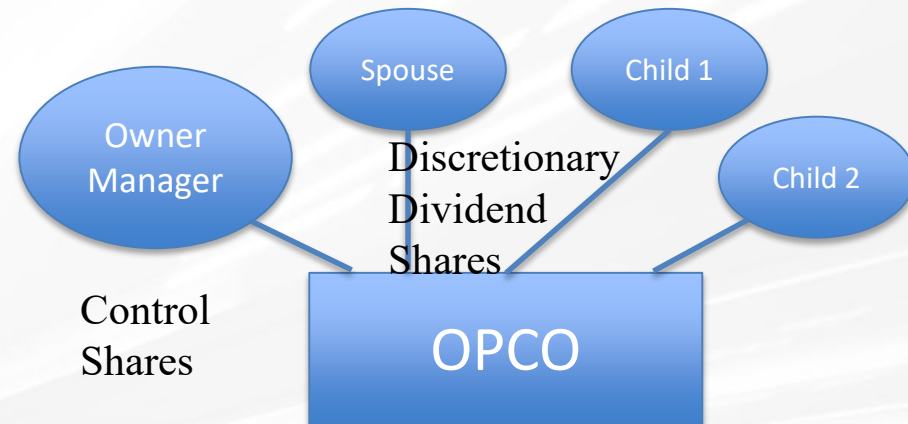 Spouse
Child 1
Owner
Manager
Child 2
Discretionary
Dividend
Shares
Control
Shares
OPCO